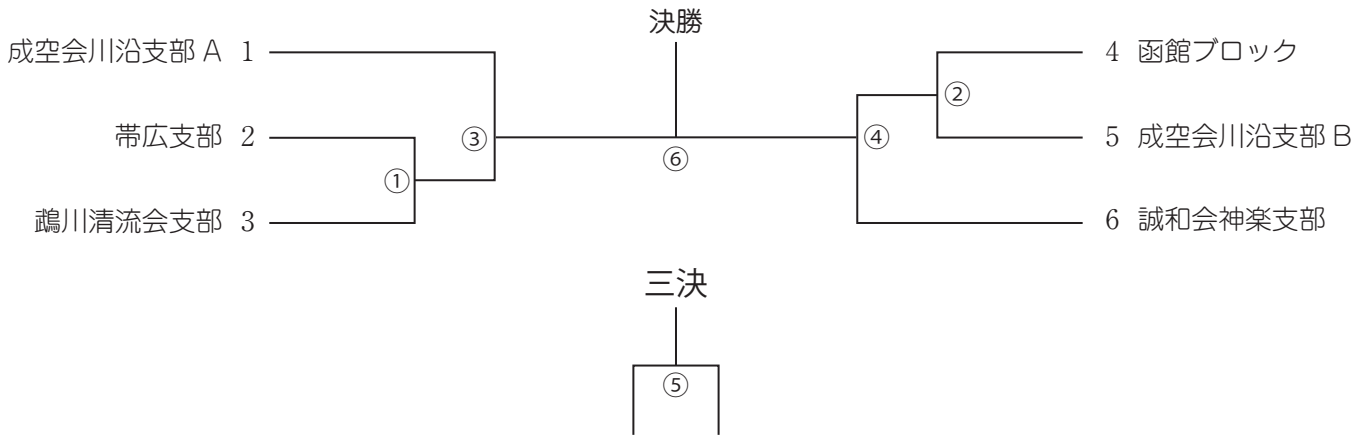 決勝
成空会川沿支部 A 1
帯広支部 2
鵡川清流会支部 3
①
③
⑥
④
②
4 函館ブロック
5 成空会川沿支部 B
6 誠和会神楽支部
三決
⑤